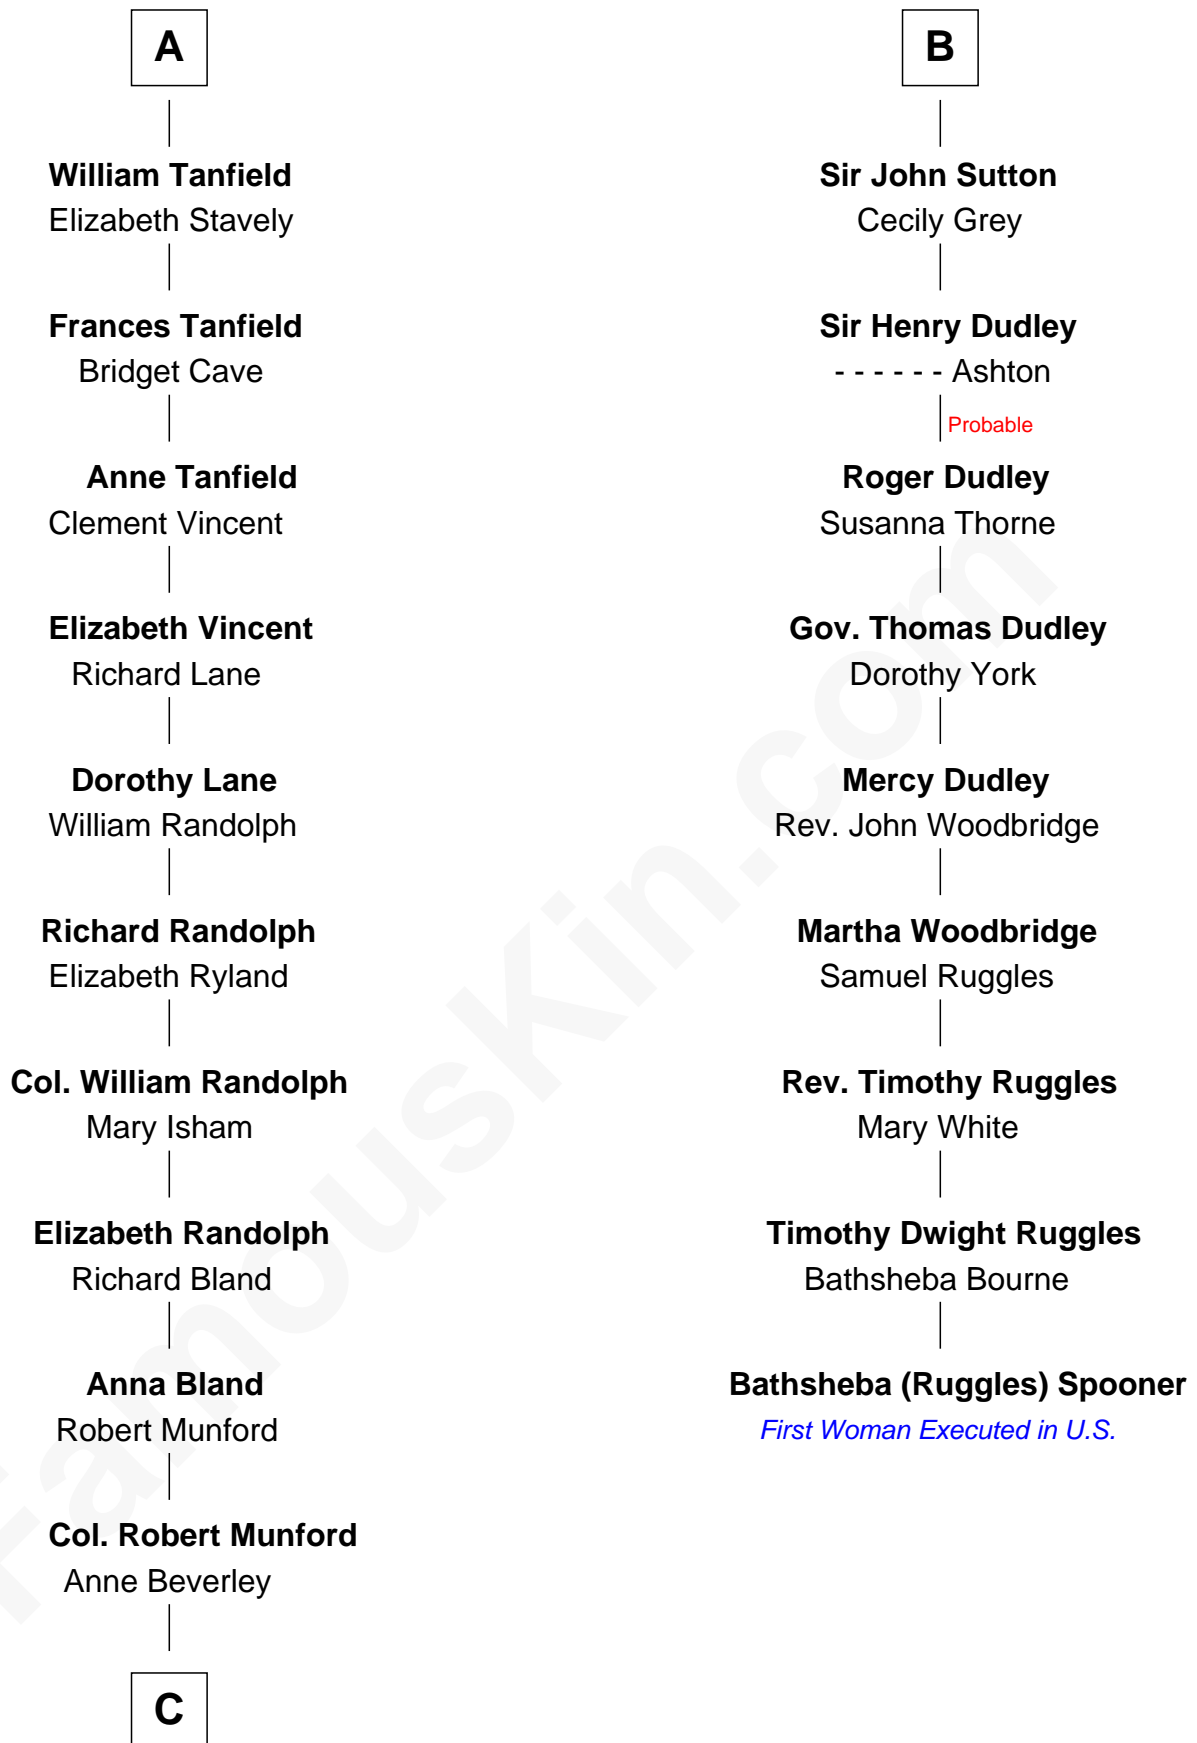 A
William Tanfield
Elizabeth Stavely
Frances Tanfield
Bridget Cave
Anne Tanfield
Clement Vincent
Elizabeth Vincent
Richard Lane
Dorothy Lane
William Randolph
Richard Randolph
Elizabeth Ryland
Col. William Randolph
Mary Isham
Elizabeth Randolph
Richard Bland
Anna Bland
Robert Munford
Col. Robert Munford
Anne Beverley
C
B
Sir John Sutton
Cecily Grey
Sir Henry Dudley
- - - - - - Ashton
Probable
Roger Dudley
Susanna Thorne
Gov. Thomas Dudley
Dorothy York
Mercy Dudley
Rev. John Woodbridge
Martha Woodbridge
Samuel Ruggles
Rev. Timothy Ruggles
Mary White
Timothy Dwight Ruggles
Bathsheba Bourne
Bathsheba (Ruggles) Spooner
First Woman Executed in U.S.
FamousKin.com